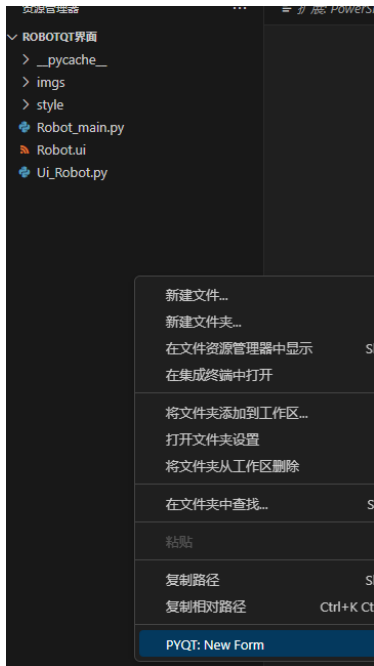 资源管理器 ...
扩展: PowerS
ROBOTQT界面
__pycache__
imgs
style
Robot_main.py
Robot.ui
Ui_Robot.py
新建文件...
新建文件夹...
在文件资源管理器中显示
在集成终端中打开
将文件夹添加到工作区...
打开文件夹设置
将文件夹从工作区删除
在文件夹中查找...
粘贴
复制路径
复制相对路径 Ctrl+K
PYQT: New Form